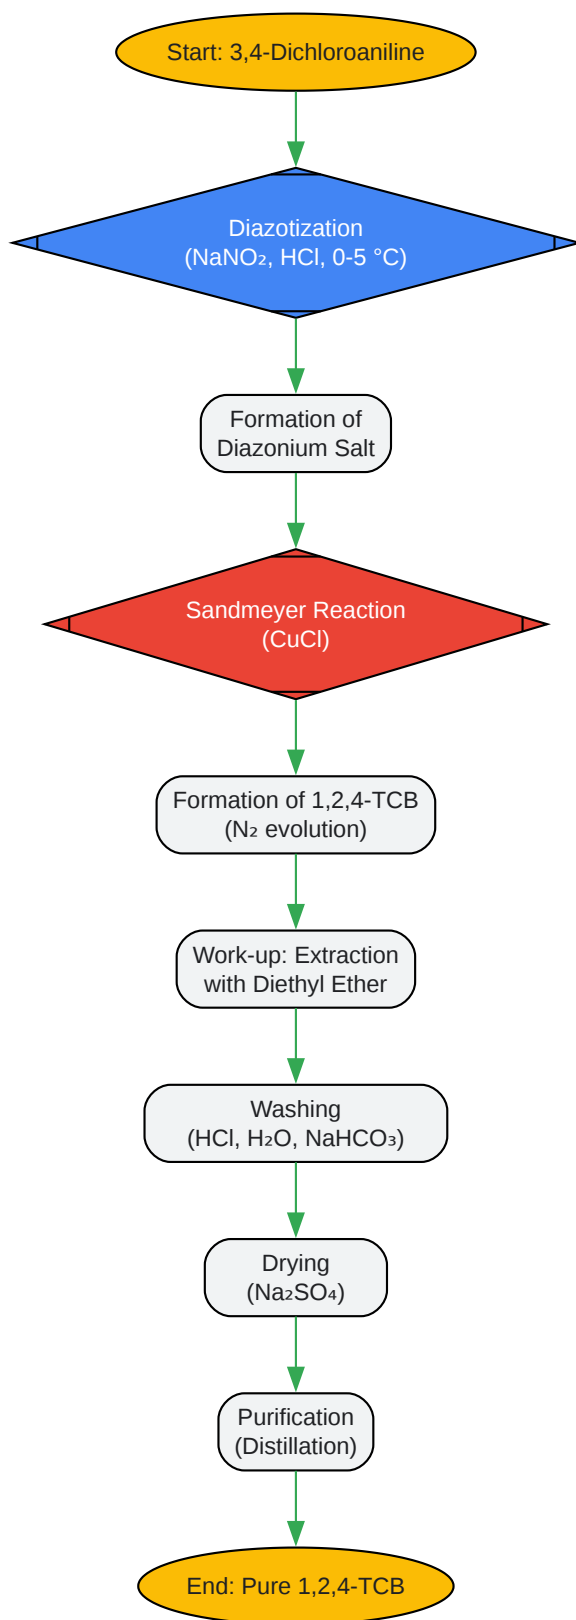 Start: 3,4-Dichloroaniline
Diazotization
(NaNO₂, HCl, 0-5 °C)
Formation of
Diazonium Salt
Sandmeyer Reaction
(CuCl)
Formation of 1,2,4-TCB
(N₂ evolution)
Work-up: Extraction
with Diethyl Ether
Washing
(HCl, H₂O, NaHCO₃)
Drying
(Na₂SO₄)
Purification
(Distillation)
End: Pure 1,2,4-TCB